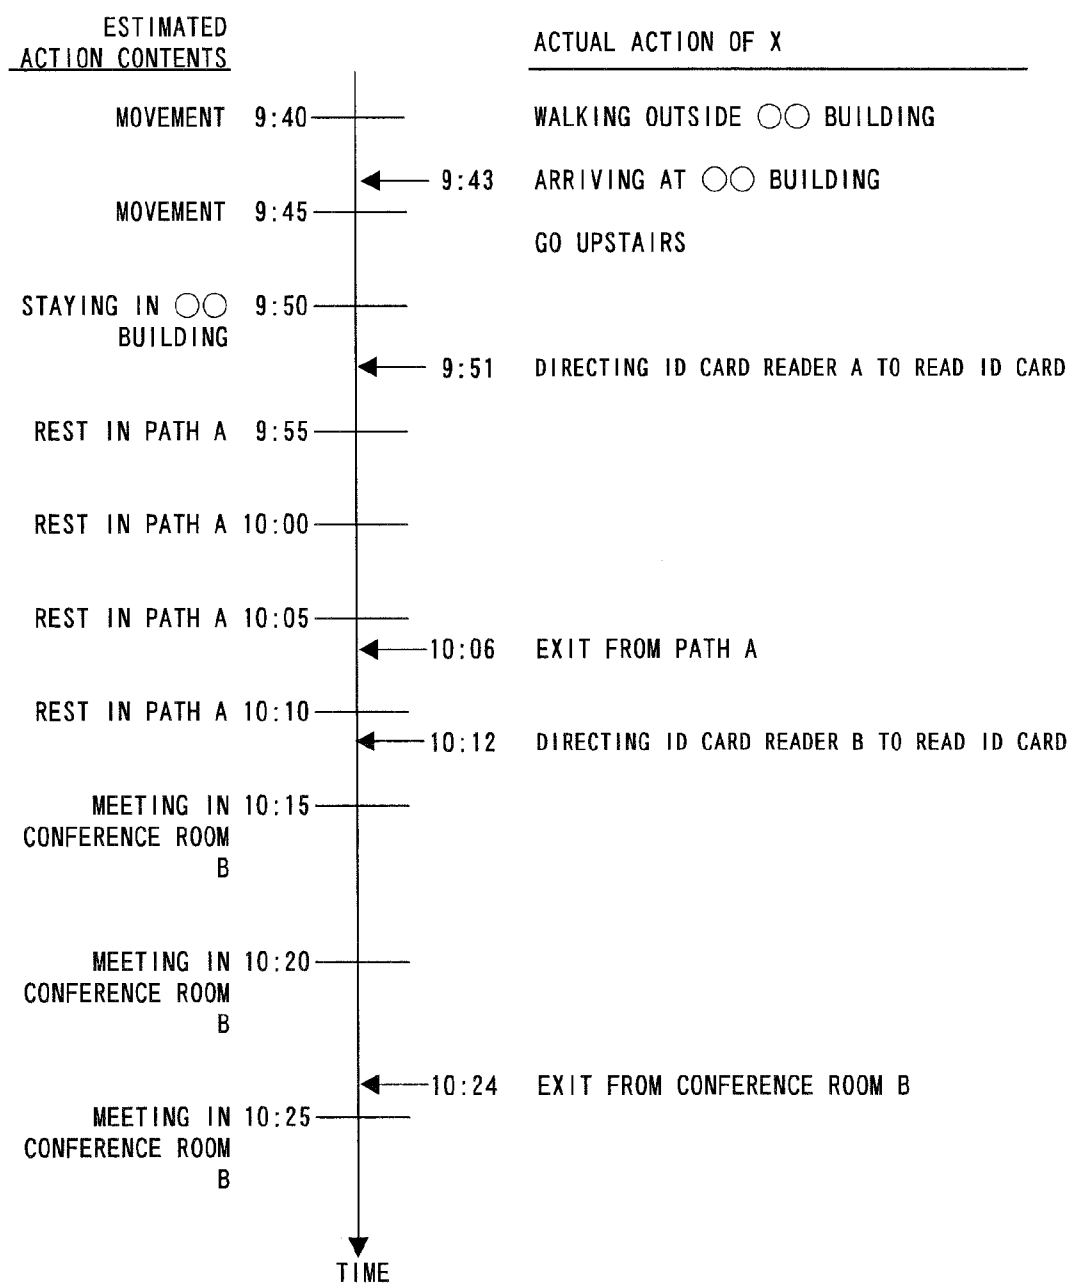 ESTIMATED
ACTION CONTENTS
ACTUAL ACTION OF X
MOVEMENT 9:40
WALKING OUTSIDE ○○ BUILDING
9:43 ARRIVING AT ○○ BUILDING
MOVEMENT 9:45
GO UPSTAIRS
STAYING IN ○○ 9:50
BUILDING
9:51 DIRECTING ID CARD READER A TO READ ID CARD
REST IN PATH A 9:55
REST IN PATH A 10:00
REST IN PATH A 10:05
10:06 EXIT FROM PATH A
REST IN PATH A 10:10
10:12 DIRECTING ID CARD READER B TO READ ID CARD
MEETING IN 10:15
CONFERENCE ROOM
B
MEETING IN 10:20
CONFERENCE ROOM
B
10:24 EXIT FROM CONFERENCE ROOM B
MEETING IN 10:25
CONFERENCE ROOM
B
TIME